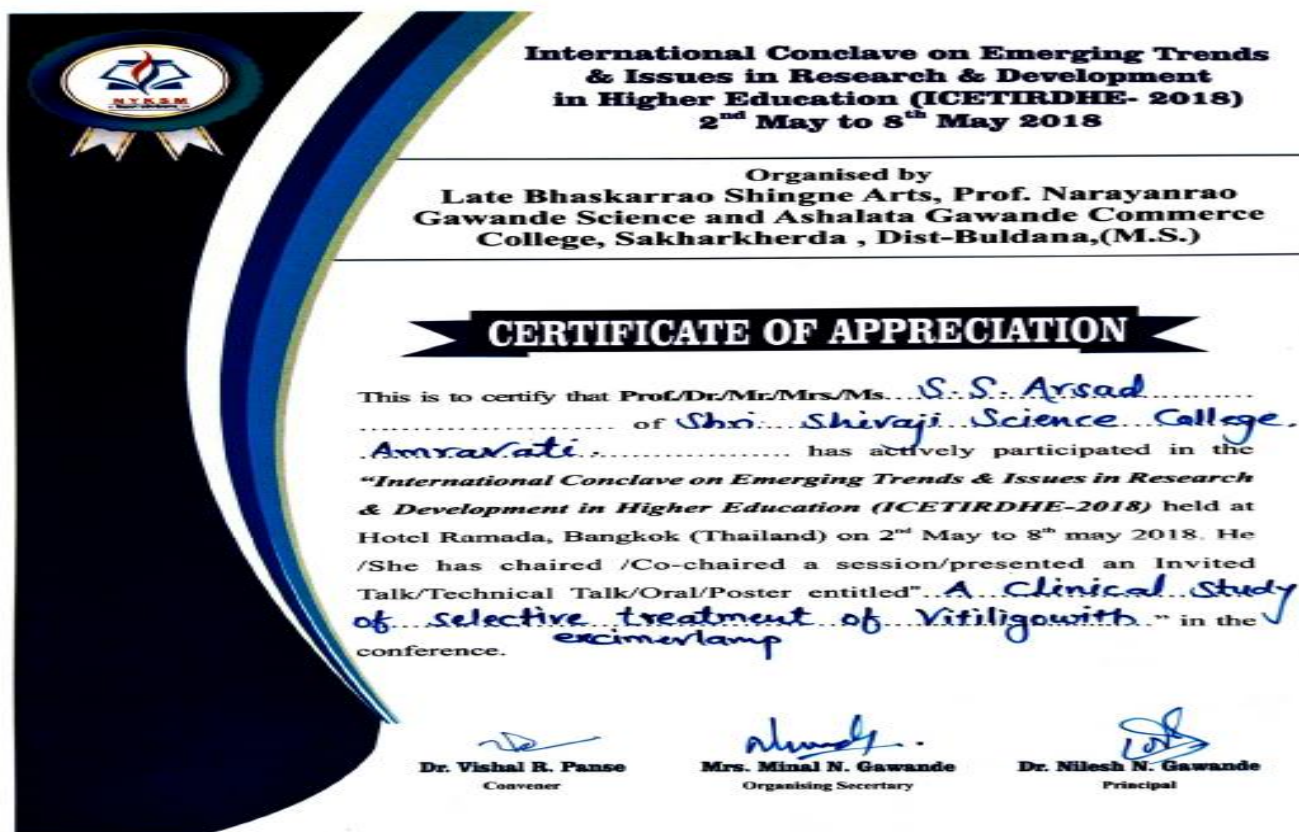 NYKSM
International Conclave on Emerging Trends
& Issues in Research & Development
in Higher Education (ICETIRDHE- 2018)
2nd May to 8th May 2018
Organised by
Late Bhaskarrao Shingne Arts, Prof. Narayanrao
Gawande Science and Ashalata Gawande Commerce
College, Sakharkherda , Dist-Buldana,(M.S.)
CERTIFICATE OF APPRECIATION
This is to certify that Prof./Dr./Mr./Mrs./Ms. S. S. Arsad
of Shri Shivaji Science College,
Amravati. has actively participated in the
"International Conclave on Emerging Trends & Issues in Research
& Development in Higher Education (ICETIRDHE-2018) held at
Hotel Ramada, Bangkok (Thailand) on 2nd May to 8th may 2018. He
/She has chaired /Co-chaired a session/presented an Invited
Talk/Technical Talk/Oral/Poster entitled" A Clinical Study
of selective treatment of Vitiligowith " in the
excimerlamp
conference.
Dr. Vishal R. Panse
Convener
Mrs. Minal N. Gawande
Organising Secertary
Dr. Nilesh N. Gawande
Principal